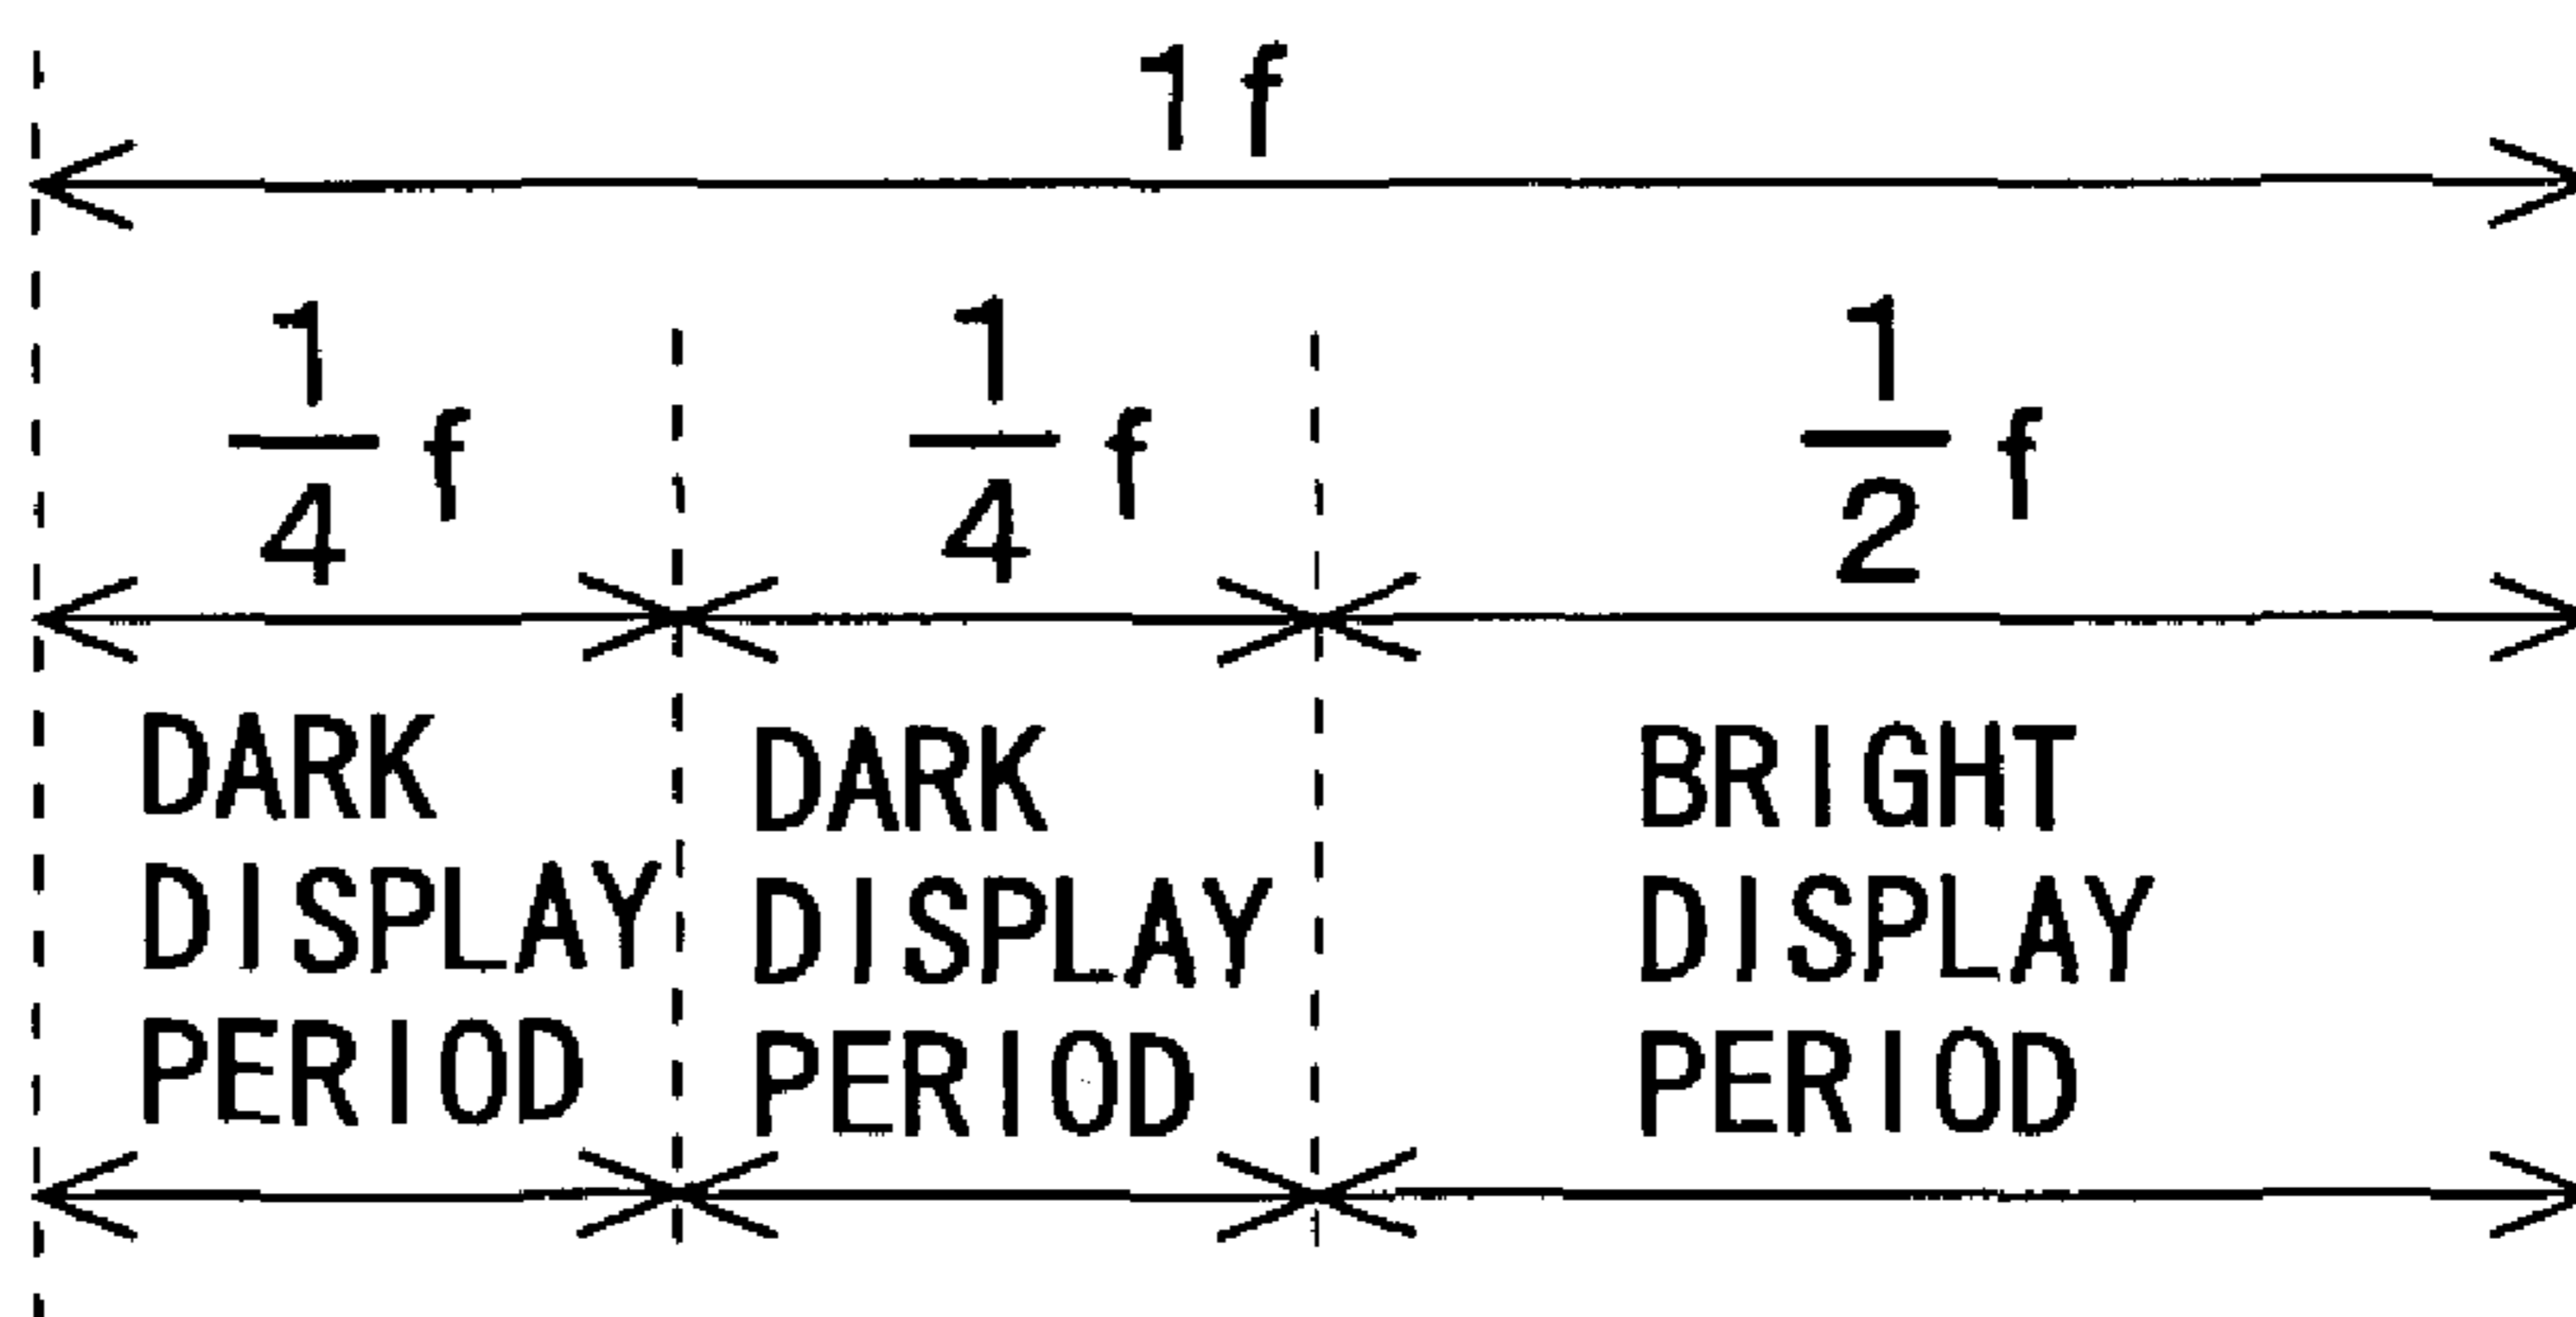 1f
1/4 f 1/4 f 1/2 f
DARK DISPLAY PERIOD
DARK DISPLAY PERIOD
BRIGHT DISPLAY PERIOD